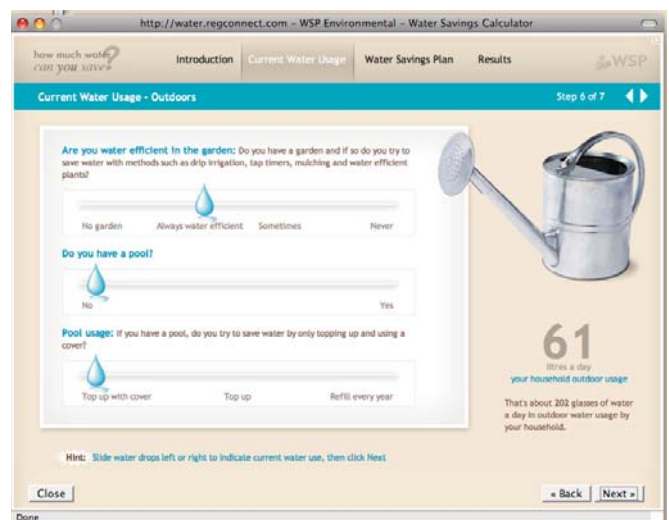 http://water.regconnect.com – WSP Environmental – Water Savings Calculator
how much water?
can you save?
Introduction
Current Water Usage
Water Savings Plan
Results
WSP
Current Water Usage - Outdoors
Step 6 of 7
Are you water efficient in the garden: Do you have a garden and if so do you try to
save water with methods such as drip irrigation, tap timers, mulching and water efficient
plants?
No garden
Always water efficient
Sometimes
Never
Do you have a pool?
No
Yes
Pool usage: If you have a pool, do you try to save water by only topping up and using a
cover?
Top up with cover
Top up
Refill every year
61
litres a day
your household outdoor usage
That's about 202 glasses of water
a day in outdoor water usage by
your household.
Hint: Slide water drops left or right to indicate current water use, then click Next
Close
« Back
Next »
Done